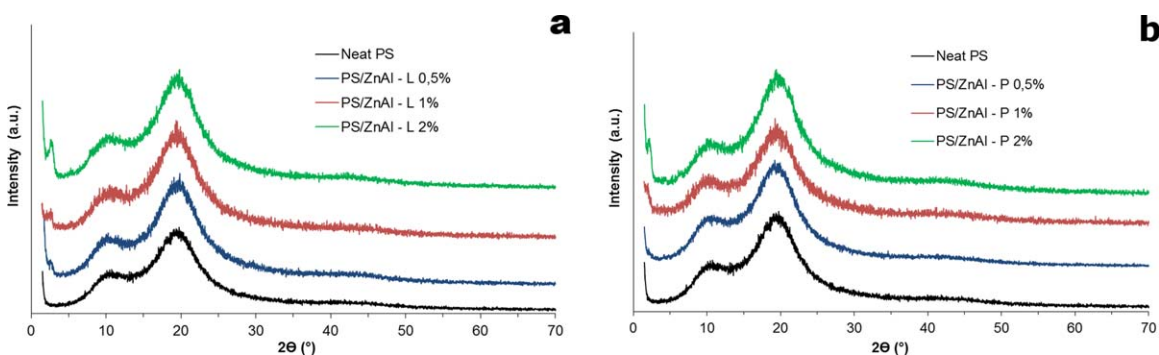 a
Neat PS
PS/ZnAl - L 0,5%
PS/ZnAl - L 1%
PS/ZnAl - L 2%
Intensity (a.u.)
0 10 20 30 40 50 60 70
2Θ (°)
b
Neat PS
PS/ZnAl - P 0,5%
PS/ZnAl - P 1%
PS/ZnAl - P 2%
Intensity (a.u.)
0 10 20 30 40 50 60 70
2Θ (°)